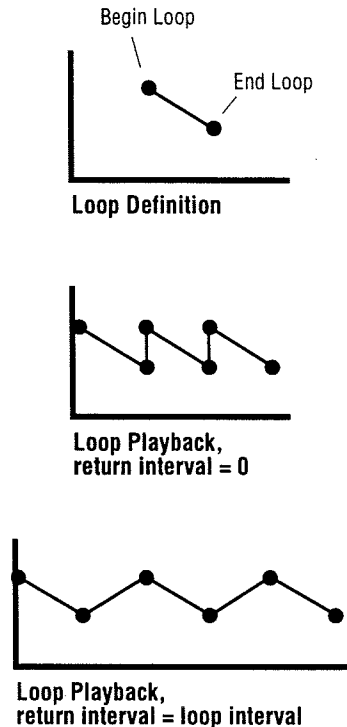 Begin Loop
End Loop
Loop Definition
Loop Playback,
return interval = 0
Loop Playback,
return interval = loop interval